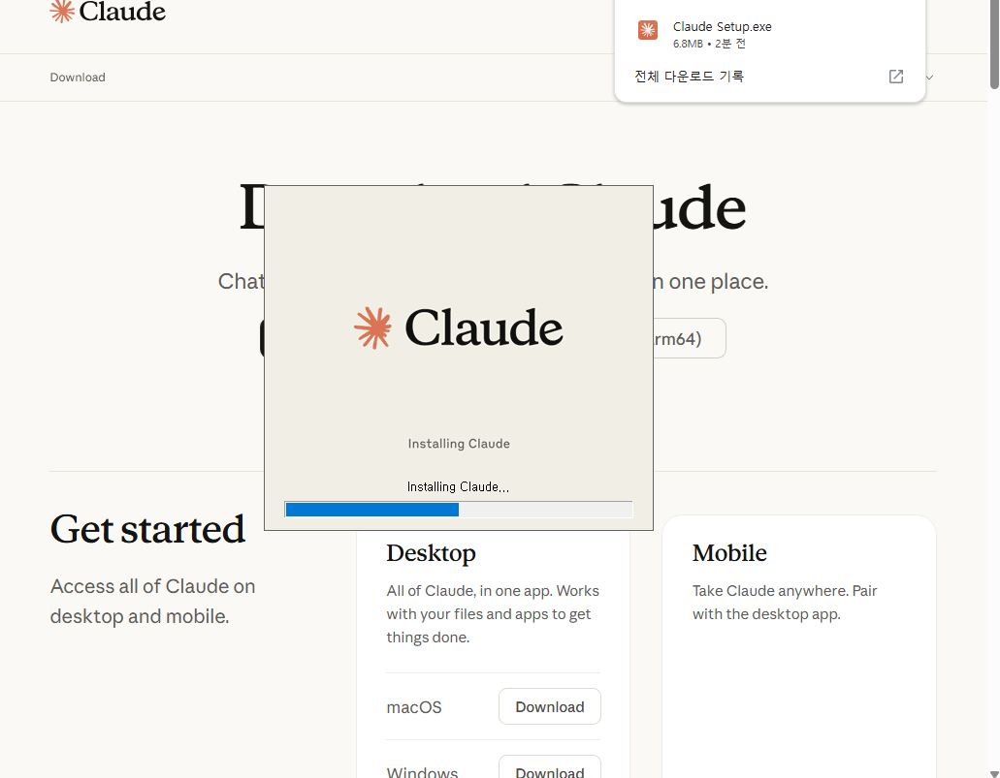 Claude
Claude Setup.exe
6.8MB • 2분 전
전체 다운로드 기록
Download
ude
Chat
n one place.
rm64)
Claude
Installing Claude
Installing Claude...
Get started
Access all of Claude on
desktop and mobile.
Desktop
All of Claude, in one app. Works
with your files and apps to get
things done.
macOS
Download
Windows
Download
Mobile
Take Claude anywhere. Pair
with the desktop app.